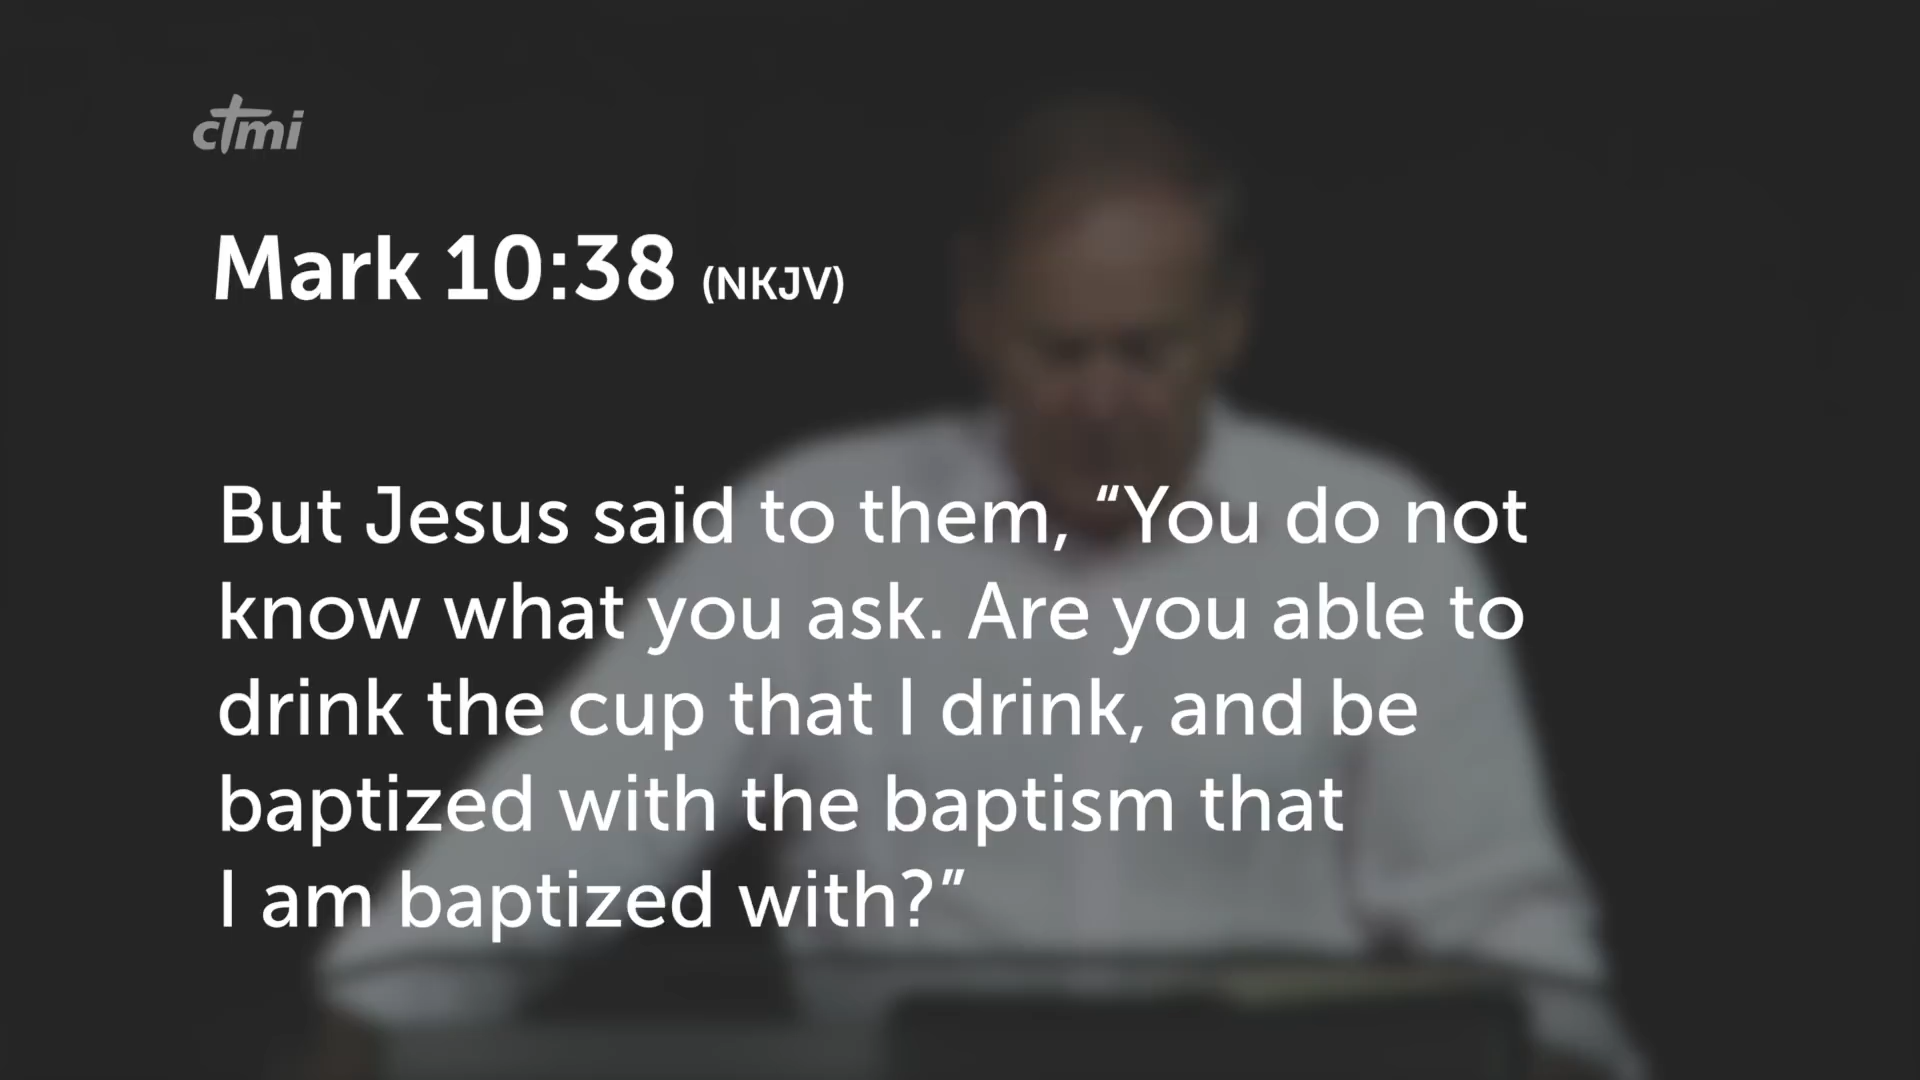 ctmi
Mark 10:38 (NKJV)
But Jesus said to them, “You do not
know what you ask. Are you able to
drink the cup that I drink, and be
baptized with the baptism that
I am baptized with?”